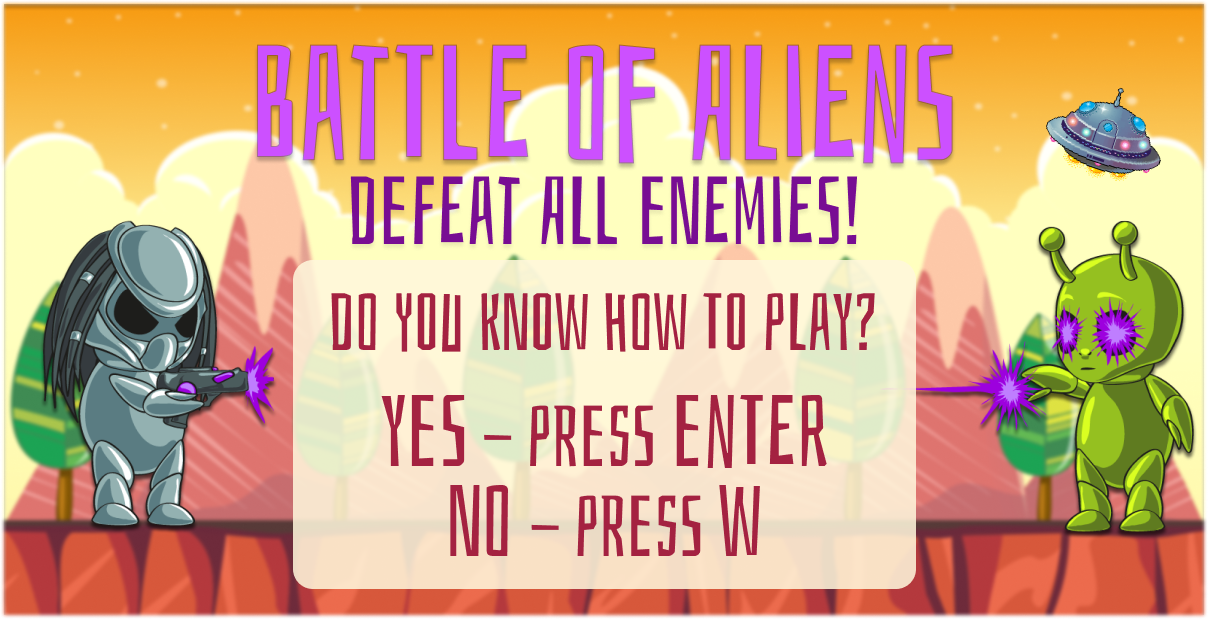 BATTLE OF ALIENS
DEFEAT ALL ENEMIES!
DO YOU KNOW HOW TO PLAY?
YES – PRESS ENTER
NO – PRESS W